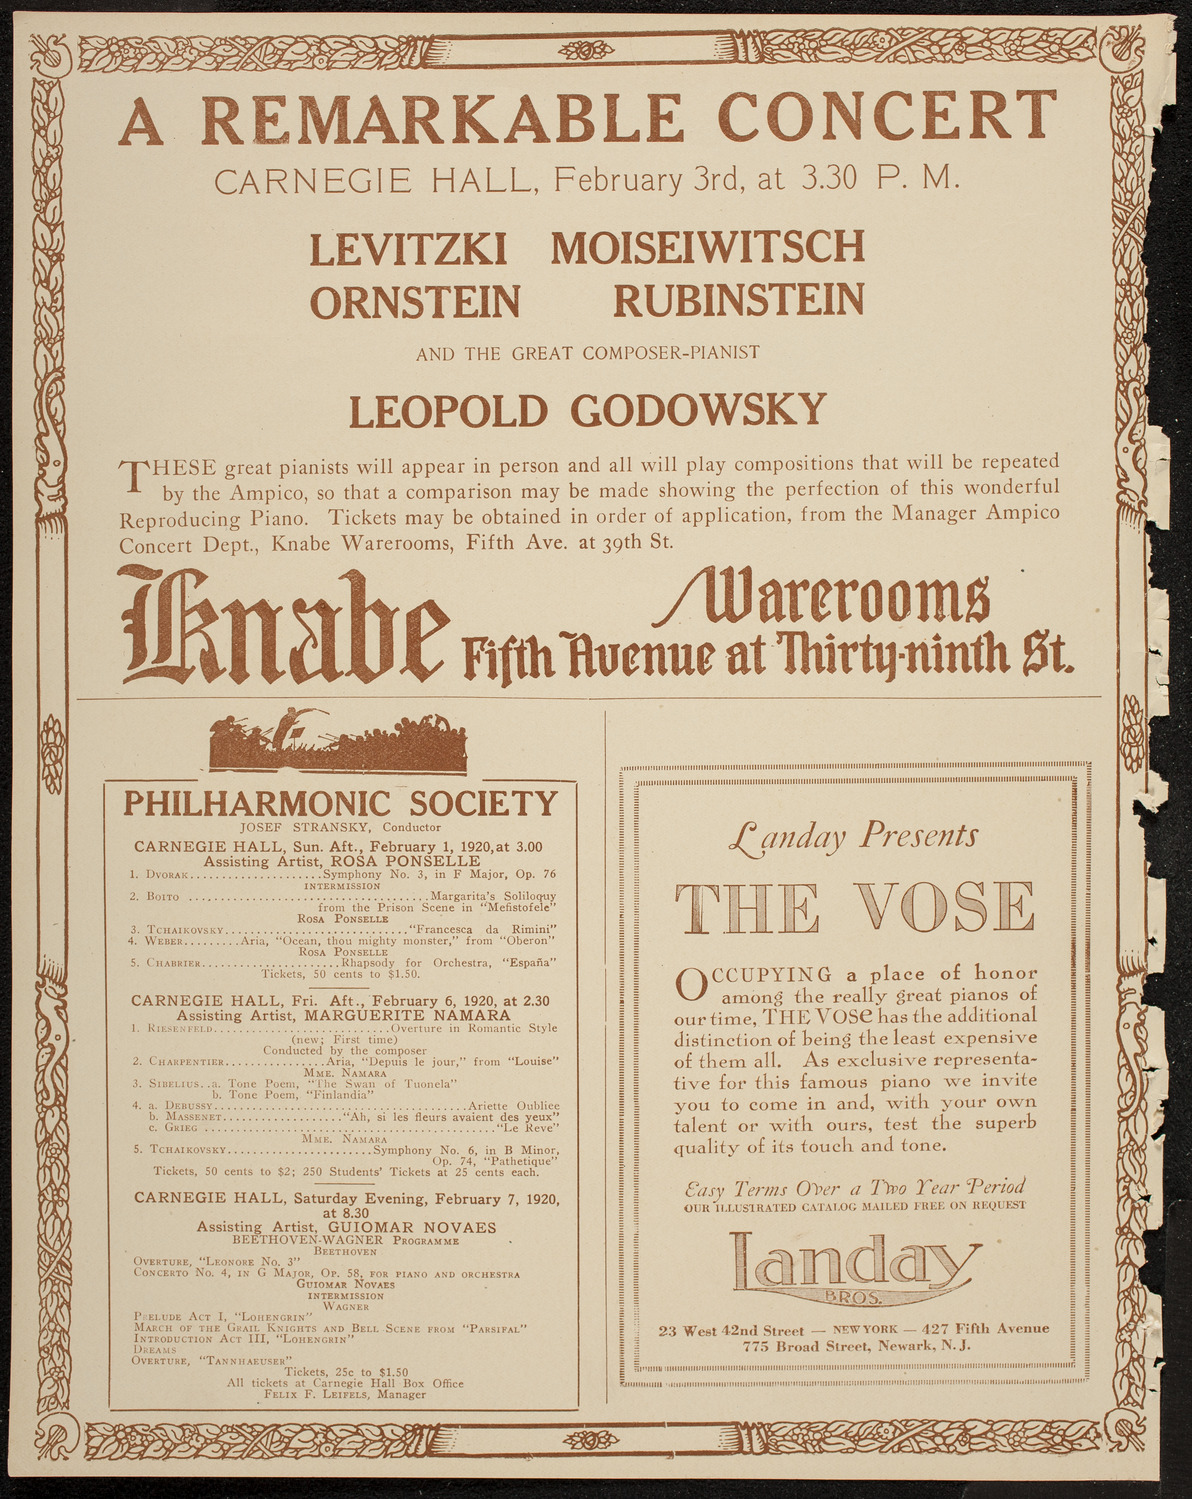 A REMARKABLE CONCERT
CARNEGIE HALL, February 3rd, at 3.30 P. M.
LEVITZKI MOISEIWITSCH
ORNSTEIN RUBINSTEIN
AND THE GREAT COMPOSER-PIANIST
LEOPOLD GODOWSKY
THESE great pianists will appear in person and all will play compositions that will be repeated
by the Ampico, so that a comparison may be made showing the perfection of this wonderful
Reproducing Piano. Tickets may be obtained in order of application, from the Manager Ampico
Concert Dept., Knabe Warerooms, Fifth Ave. at 39th St.
Knabe Warerooms
Fifth Avenue at Thirty-ninth St.
PHILHARMONIC SOCIETY
JOSEF STRANSKY, Conductor
CARNEGIE HALL, Sun. Aft., February 1, 1920, at 3.00
Assisting Artist, ROSA PONSELLE
1. DVORAK....................Symphony No. 3, in F Major, Op. 76
INTERMISSION
2. BOITO ..................................Margarita's Soliloquy
from the Prison Scene in "Mefistofele"
ROSA PONSELLE
3. TCHAIKOVSKY............................"Francesca da Rimini"
4. WEBER.........Aria, "Ocean, thou mighty monster," from "Oberon"
ROSA PONSELLE
5. CHABRIER.....................Rhapsody for Orchestra, "España"
Tickets, 50 cents to $1.50.
CARNEGIE HALL, Fri. Aft., February 6, 1920, at 2.30
Assisting Artist, MARGUERITE NAMARA
1. RIESENFELD...........................Overture in Romantic Style
(new; First time)
Conducted by the composer
2. CHARPENTIER...............Aria, "Depuis le jour," from "Louise"
MME. NAMARA
3. SIBELIUS..a. Tone Poem, "The Swan of Tuonela"
b. Tone Poem, "Finlandia"
4. a. DEBUSSY.......................................Ariette Oubliee
b. MASSENET..................."Ah, si les fleurs avaient des yeux"
c. GRIEG ............................................."Le Reve"
MME. NAMARA
5. TCHAIKOVSKY......................Symphony No. 6, in B Minor,
Op. 74, "Pathetique"
Tickets, 50 cents to $2; 250 Students' Tickets at 25 cents each.
CARNEGIE HALL, Saturday Evening, February 7, 1920,
at 8.30
Assisting Artist, GUIOMAR NOVAES
BEETHOVEN-WAGNER PROGRAMME
BEETHOVEN
OVERTURE, "LEONORE NO. 3"
CONCERTO NO. 4, IN G MAJOR, OP. 58, FOR PIANO AND ORCHESTRA
GUIOMAR NOVAES
INTERMISSION
WAGNER
PRELUDE ACT I, "LOHENGRIN"
MARCH OF THE GRAIL KNIGHTS AND BELL SCENE FROM "PARSIFAL"
INTRODUCTION ACT III, "LOHENGRIN"
DREAMS
OVERTURE, "TANNHAEUSER"
Tickets, 25c to $1.50
All tickets at Carnegie Hall Box Office
FELIX F. LEIFELS, Manager
Landay Presents
THE VOSE
OCCUPYING a place of honor
among the really great pianos of
our time, THE VOSE has the additional
distinction of being the least expensive
of them all. As exclusive representa-
tive for this famous piano we invite
you to come in and, with your own
talent or with ours, test the superb
quality of its touch and tone.
Easy Terms Over a Two Year Period
OUR ILLUSTRATED CATALOG MAILED FREE ON REQUEST
Landay
BROS.
23 West 42nd Street — NEW YORK — 427 Fifth Avenue
775 Broad Street, Newark, N. J.